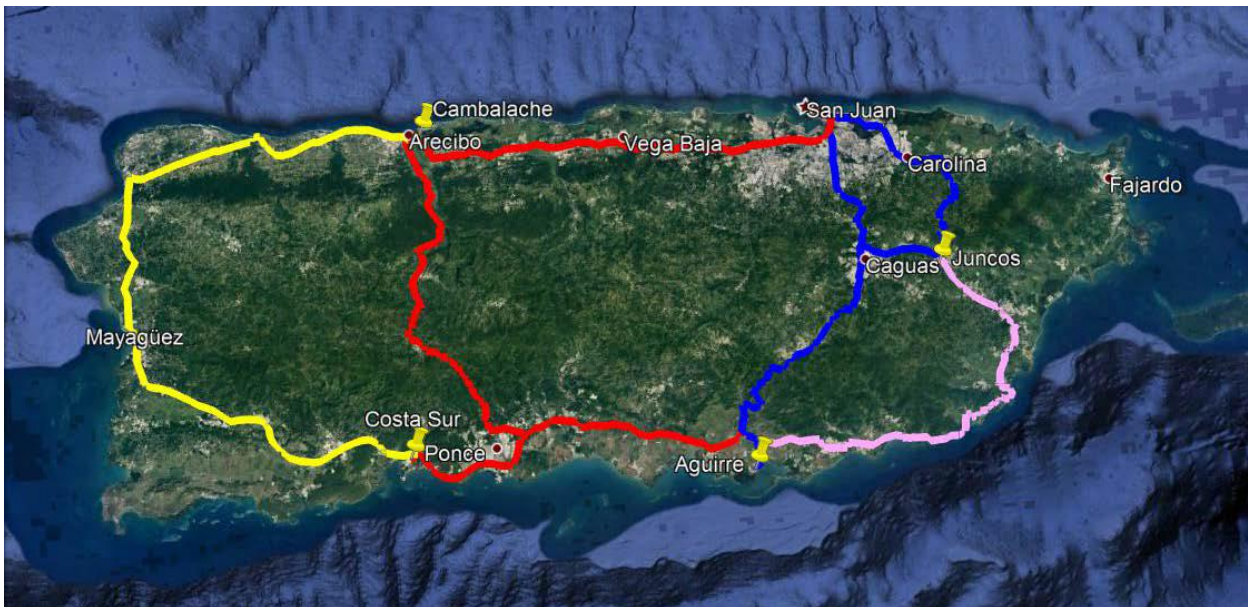 Cambalache
San Juan
Arecibo
Vega Baja
Carolina
Fajardo
Caguas
Juncos
Mayagüez
Costa Sur
Ponce
Aguirre